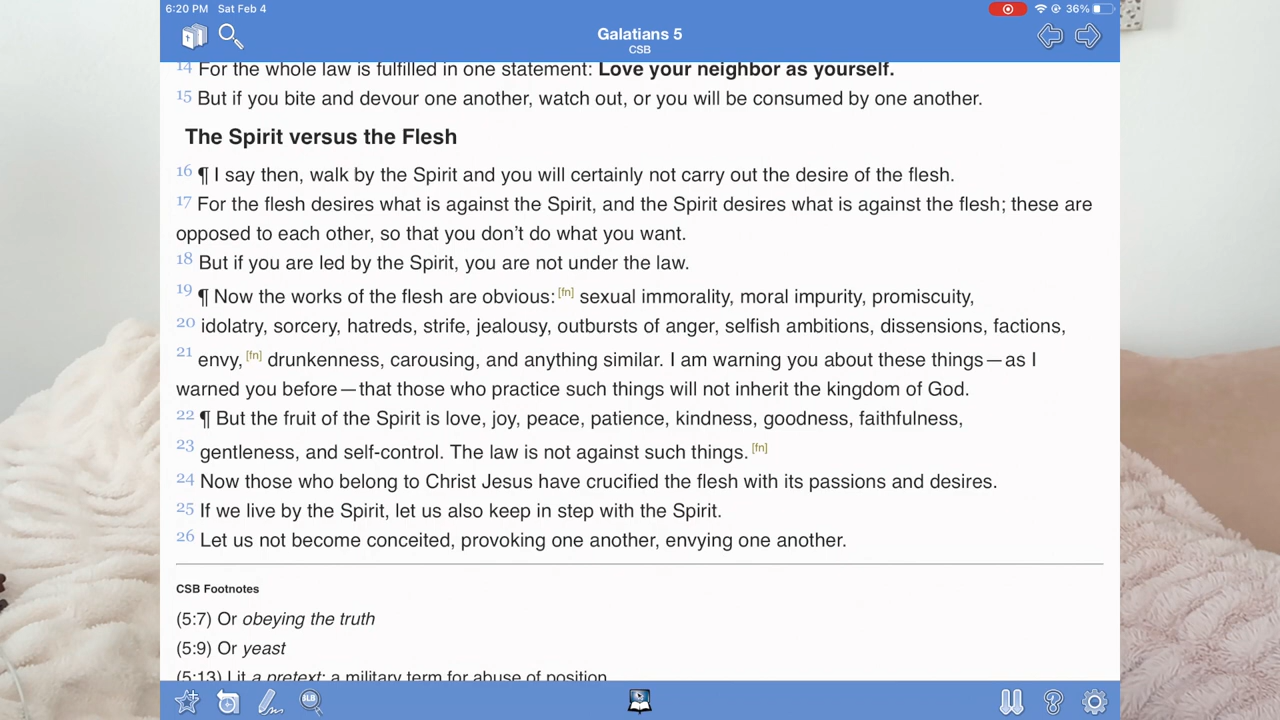 6:20 PM Sat Feb 4 36%
Galatians 5
CSB
14 For the whole law is fulfilled in one statement: Love your neighbor as yourself.
15 But if you bite and devour one another, watch out, or you will be consumed by one another.
The Spirit versus the Flesh
16 ¶ I say then, walk by the Spirit and you will certainly not carry out the desire of the flesh.
17 For the flesh desires what is against the Spirit, and the Spirit desires what is against the flesh; these are
opposed to each other, so that you don’t do what you want.
18 But if you are led by the Spirit, you are not under the law.
19 ¶ Now the works of the flesh are obvious: [fn] sexual immorality, moral impurity, promiscuity,
20 idolatry, sorcery, hatreds, strife, jealousy, outbursts of anger, selfish ambitions, dissensions, factions,
21 envy, [fn] drunkenness, carousing, and anything similar. I am warning you about these things — as I
warned you before — that those who practice such things will not inherit the kingdom of God.
22 ¶ But the fruit of the Spirit is love, joy, peace, patience, kindness, goodness, faithfulness,
23 gentleness, and self-control. The law is not against such things. [fn]
24 Now those who belong to Christ Jesus have crucified the flesh with its passions and desires.
25 If we live by the Spirit, let us also keep in step with the Spirit.
26 Let us not become conceited, provoking one another, envying one another.
CSB Footnotes
(5:7) Or obeying the truth
(5:9) Or yeast
(5:13) Lit a pretext; a military term for abuse of position
BLB